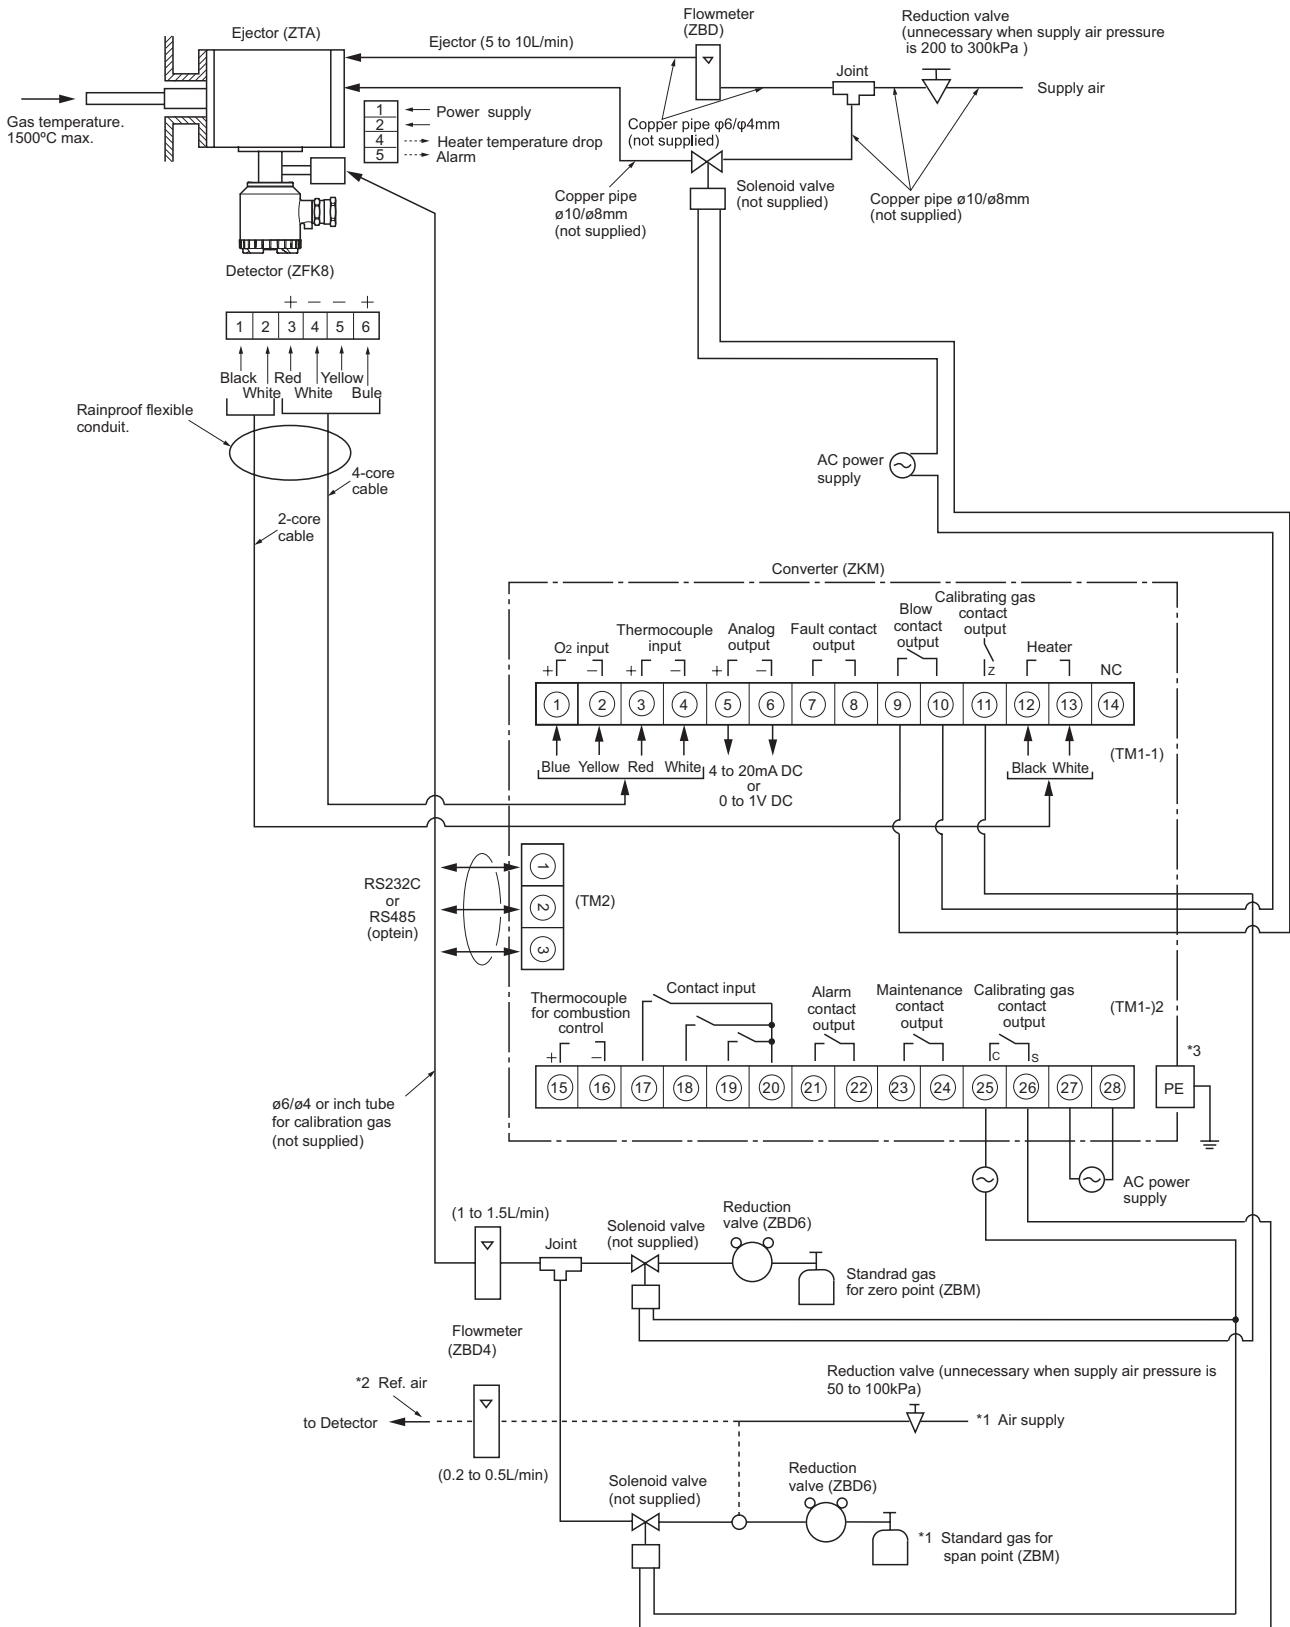 Ejector (ZTA)
Ejector (5 to 10L/min)
Flowmeter
(ZBD)
Reduction valve
(unnecessary when supply air pressure
is 200 to 300kPa )
Joint
Supply air
Gas temperature.
1500ºC max.
1
2
4
5
Power supply
Heater temperature drop
Alarm
Copper pipe φ6/φ4mm
(not supplied)
Copper pipe
ø10/ø8mm
(not supplied)
Solenoid valve
(not supplied)
Copper pipe ø10/ø8mm
(not supplied)
Detector (ZFK8)
+ − − +
1 2 3 4 5 6
Black Red Yellow
White White Bule
Rainproof flexible
conduit.
4-core
cable
2-core
cable
AC power
supply
Converter (ZKM)
O2 input
Thermocouple
input
Analog
output
Fault contact
output
Blow
contact
output
Calibrating gas
contact
output
Heater
NC
+ − + − + − Z
1 2 3 4 5 6 7 8 9 10 11 12 13 14
(TM1-1)
Blue Yellow Red White
4 to 20mA DC
or
0 to 1V DC
Black White
RS232C
or
RS485
(optein)
1
2
3
(TM2)
Thermocouple
for combustion
control
Contact input
Alarm
contact
output
Maintenance
contact
output
Calibrating gas
contact
output
(TM1-)2
*3
+ − C S
15 16 17 18 19 20 21 22 23 24 25 26 27 28
PE
ø6/ø4 or inch tube
for calibration gas
(not supplied)
AC power
supply
(1 to 1.5L/min)
Joint
Solenoid valve
(not supplied)
Reduction
valve (ZBD6)
Standrad gas
for zero point (ZBM)
Flowmeter
(ZBD4)
*2 Ref. air
to Detector
(0.2 to 0.5L/min)
Reduction valve (unnecessary when supply air pressure is
50 to 100kPa)
*1 Air supply
Solenoid valve
(not supplied)
Reduction
valve (ZBD6)
*1 Standard gas for
span point (ZBM)